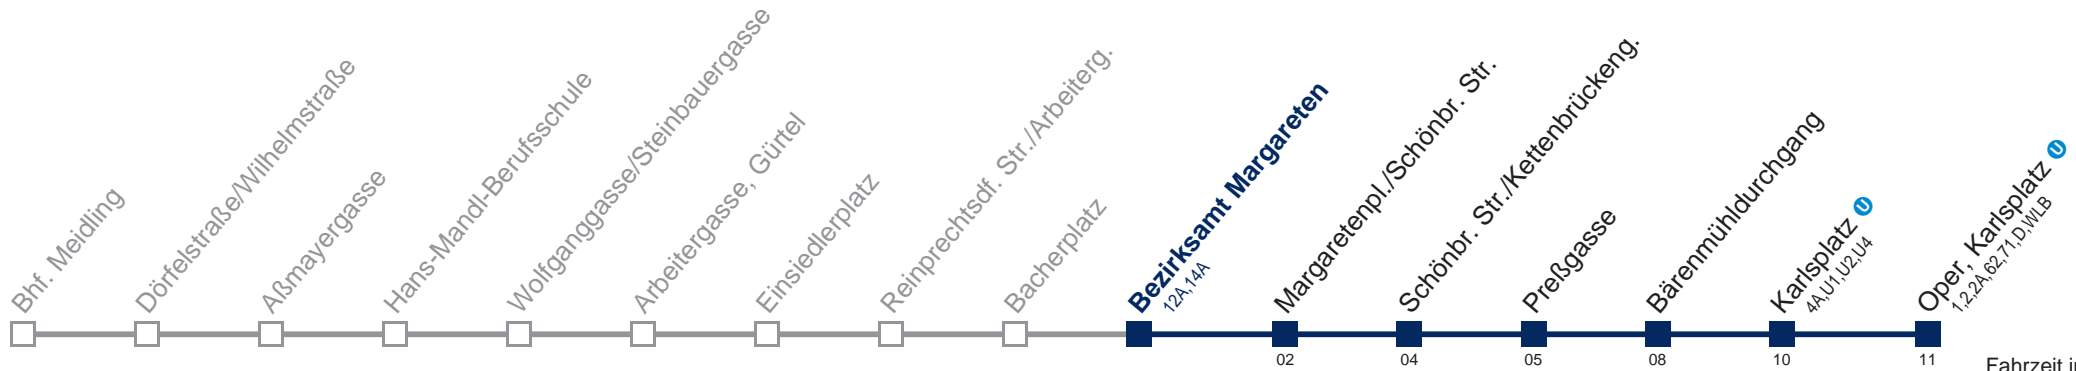 Bhf. Meidling
Dörfelstraße/Wilhelmstraße
Aßmayergasse
Hans-Mandl-Berufsschule
Wolfganggasse/Steinbauergasse
Arbeitergasse, Gürtel
Einsiedlerplatz
Reinprechtsdf. Str./Arbeiterg.
Bacherplatz
Bezirksamt Margareten
12A,14A
Margaretenpl./Schönbr. Str.
Schönbr. Str./Kettenbrückeng.
Preßgasse
Bärenmühldurchgang
Karlsplatz U
4A,U1,U2,U4
Oper, Karlsplatz U
1,2,2A,62,71,D,WLB
02 04 05 08 10 11
Fahrzeit